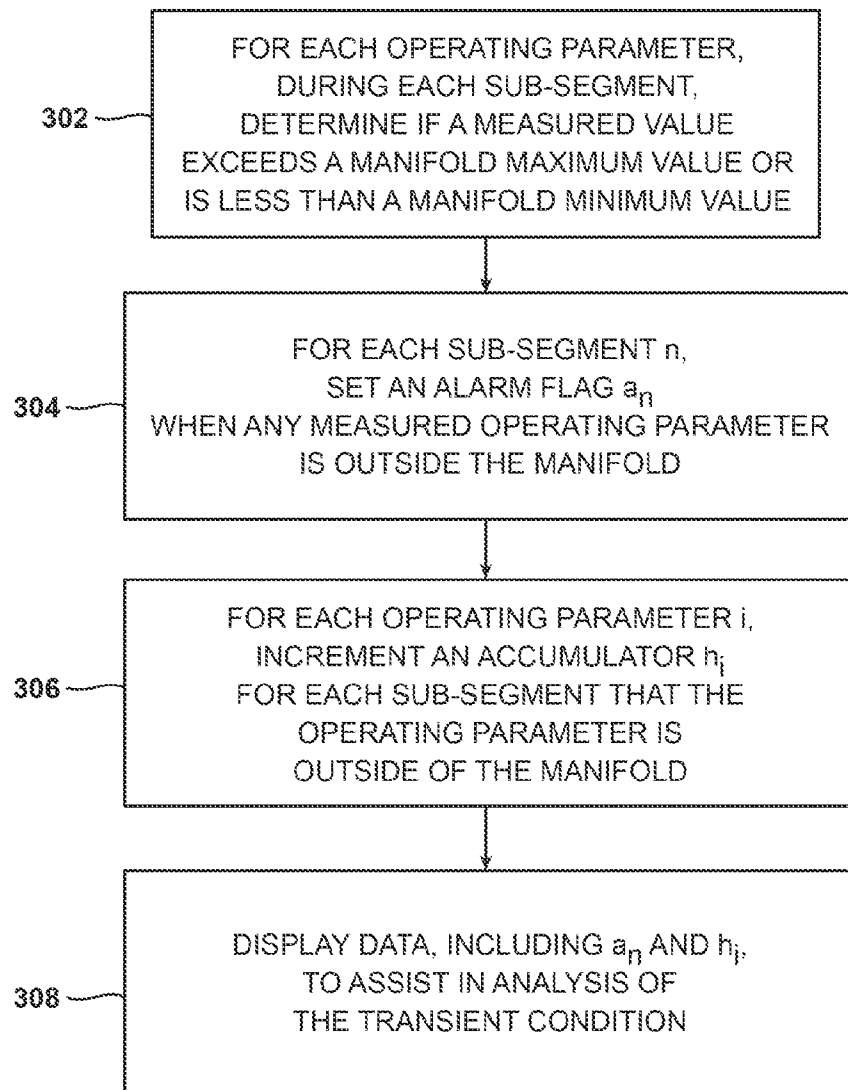 302
FOR EACH OPERATING PARAMETER,
DURING EACH SUB-SEGMENT,
DETERMINE IF A MEASURED VALUE
EXCEEDS A MANIFOLD MAXIMUM VALUE OR
IS LESS THAN A MANIFOLD MINIMUM VALUE
304
FOR EACH SUB-SEGMENT n,
SET AN ALARM FLAG aₙ
WHEN ANY MEASURED OPERATING PARAMETER
IS OUTSIDE THE MANIFOLD
306
FOR EACH OPERATING PARAMETER i,
INCREMENT AN ACCUMULATOR hᵢ
FOR EACH SUB-SEGMENT THAT THE
OPERATING PARAMETER IS
OUTSIDE OF THE MANIFOLD
308
DISPLAY DATA, INCLUDING aₙ AND hᵢ,
TO ASSIST IN ANALYSIS OF
THE TRANSIENT CONDITION